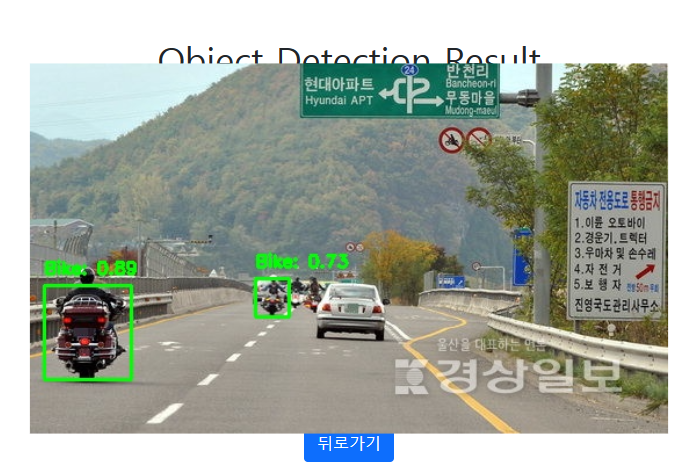 Object Detection Result
24
현대아파트
Hyundai APT
반천리
Bancheon-ri
무동마을
Mudong-maeul
자동차 전용도로 통행금지
1.이륜 오토바이
2.경운기, 트렉터
3.우마차 및 손수레
4.자 전 거
5.보 행 자
전방 50m 우회
진영국도관리사무소
Bike: 0.89
Bike: 0.73
울산을 대표하는 언론
경상일보
뒤로가기